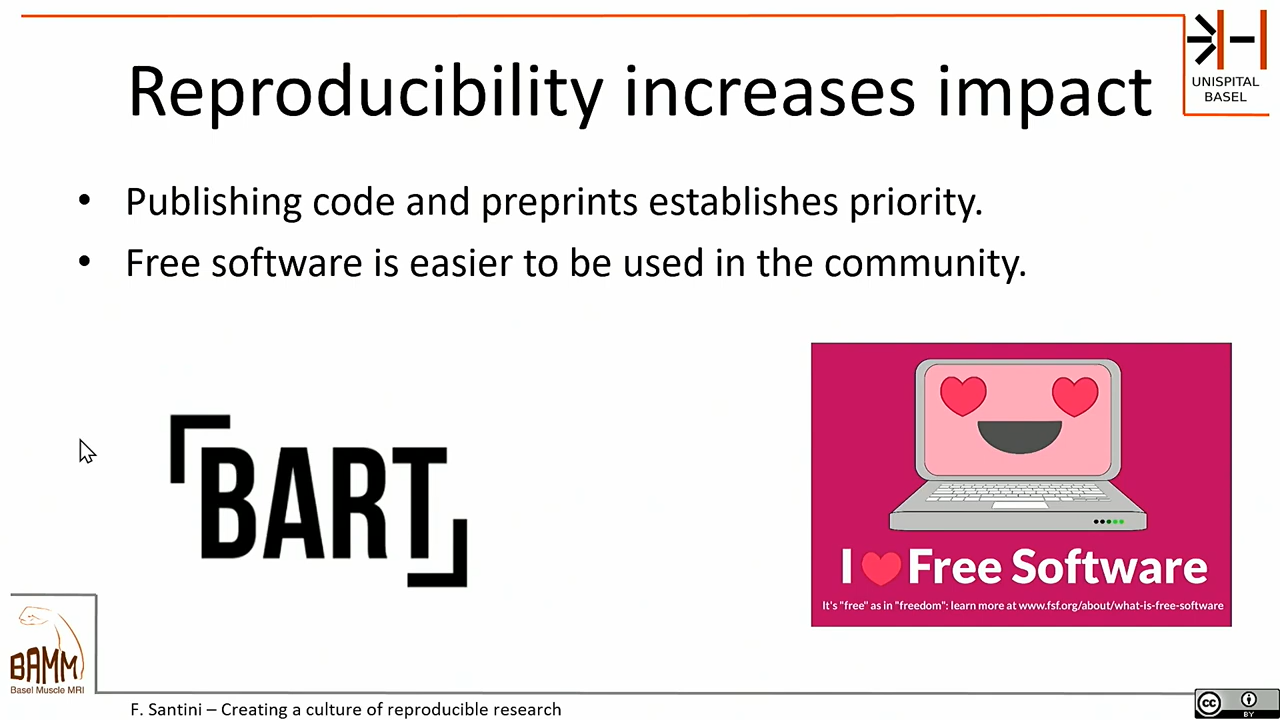 UNISPITAL
BASEL
Reproducibility increases impact
• Publishing code and preprints establishes priority.
• Free software is easier to be used in the community.
BART
I ❤ Free Software
It's "free" as in "freedom": learn more at www.fsf.org/about/what-is-free-software
BAMM
Basel Muscle MRI
F. Santini – Creating a culture of reproducible research
cc
BY